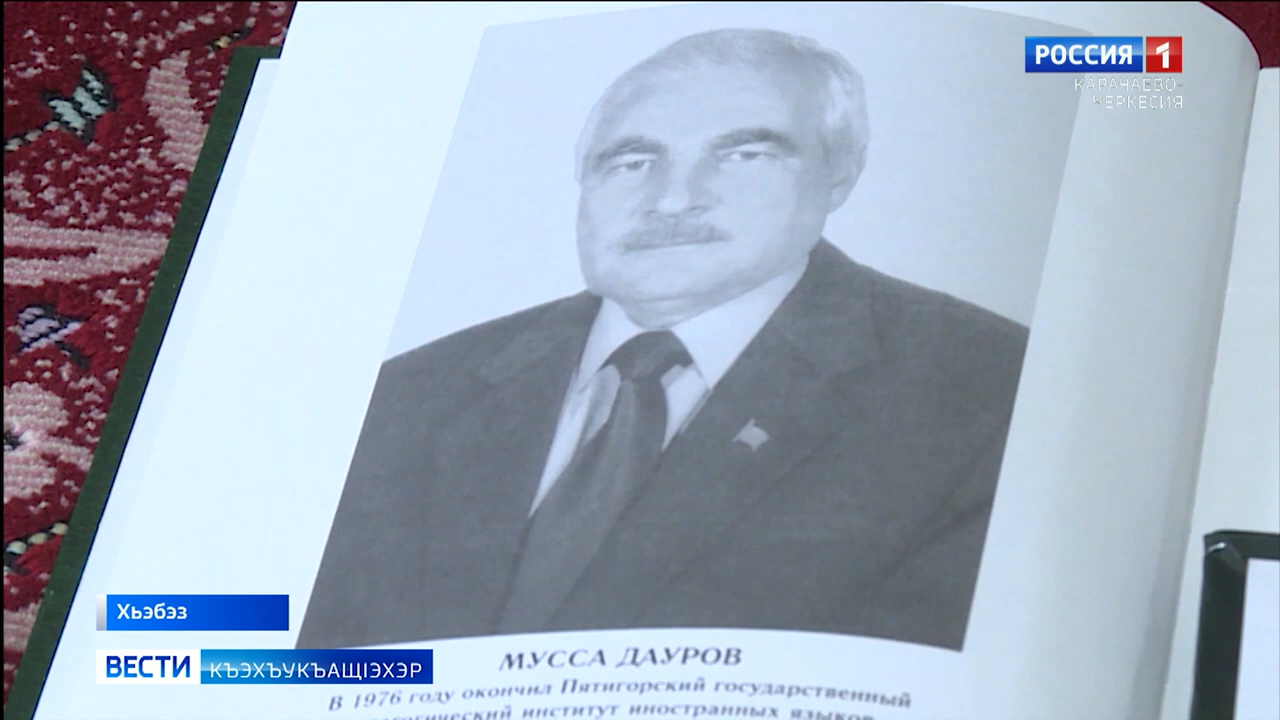 РОССИЯ 1
КАРАЧАЕВО-
ЧЕРКЕСИЯ
Хьэбэз
ВЕСТИ КЪЭХЪУКЪАЩIЭХЭР
МУССА ДАУРОВ
В 1976 году окончил Пятигорский государственный
институт иностранных языков